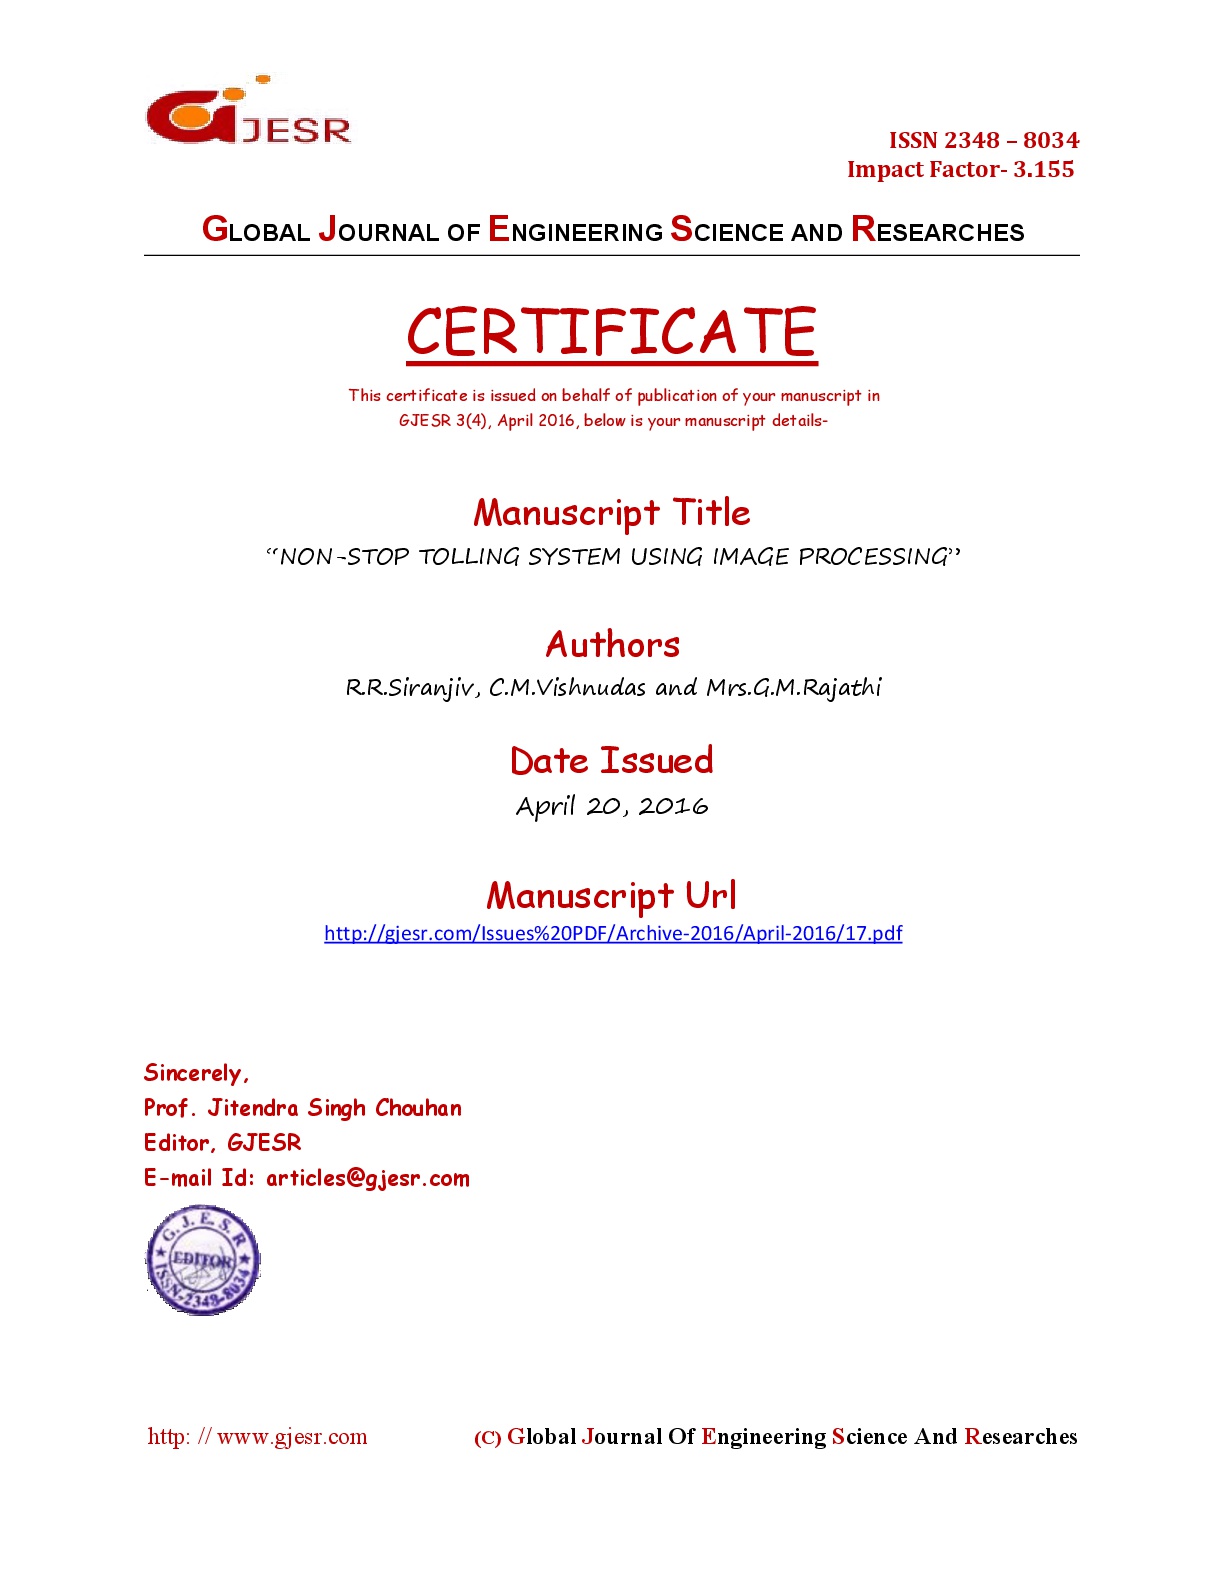 GJESR
ISSN 2348 – 8034
Impact Factor- 3.155
GLOBAL JOURNAL OF ENGINEERING SCIENCE AND RESEARCHES
CERTIFICATE
This certificate is issued on behalf of publication of your manuscript in
GJESR 3(4), April 2016, below is your manuscript details-
Manuscript Title
“NON-STOP TOLLING SYSTEM USING IMAGE PROCESSING”
Authors
R.R.Siranjiv, C.M.Vishnudas and Mrs.G.M.Rajathi
Date Issued
April 20, 2016
Manuscript Url
http://gjesr.com/Issues%20PDF/Archive-2016/April-2016/17.pdf
Sincerely,
Prof. Jitendra Singh Chouhan
Editor, GJESR
E-mail Id: articles@gjesr.com
G. J. E. S. R
EDITOR
ISSN-2348-8034
http: // www.gjesr.com (C) Global Journal Of Engineering Science And Researches